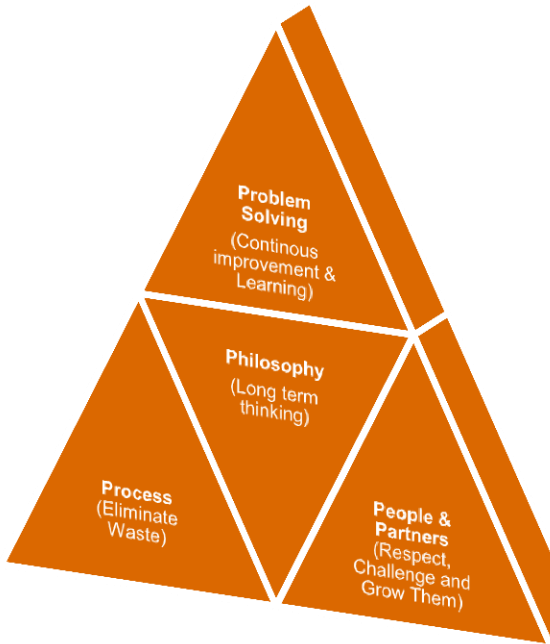 Problem
Solving
(Continous
improvement &
Learning)
Philosophy
(Long term
thinking)
Process
(Eliminate
Waste)
People &
Partners
(Respect,
Challenge and
Grow Them)